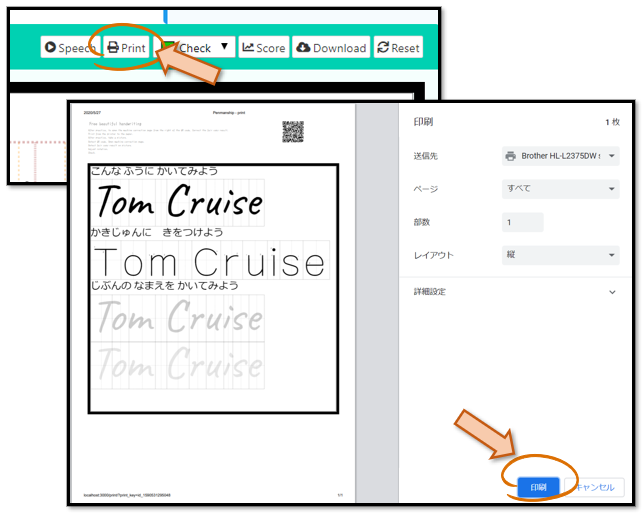 Speech Print Check ▼ Score Download Reset
2020/5/27 Penmanship - print
Free beautiful handwriting
こんな ふうに かいてみよう
Tom Cruise
かきじゅんに　きをつけよう
Tom Cruise
じぶんの なまえを かいてみよう
Tom Cruise
Tom Cruise
1/1
印刷 1 枚
送信先 Brother HL-L2375DW
ページ すべて
部数 1
レイアウト 縦
詳細設定
印刷 キャンセル